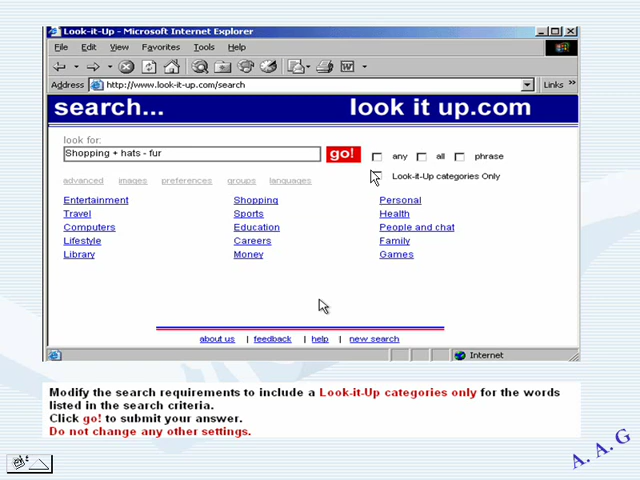 Look-it-Up - Microsoft Internet Explorer
File Edit View Favorites Tools Help
Address http://www.look-it-up.com/search Links »
search... look it up.com
look for:
Shopping + hats - fur go! any all phrase
Look-it-Up categories Only
advanced images preferences groups languages
Entertainment Shopping Personal
Travel Sports Health
Computers Education People and chat
Lifestyle Careers Family
Library Money Games
about us | feedback | help | new search
Internet
Modify the search requirements to include a Look-it-Up categories only for the words
listed in the search criteria.
Click go! to submit your answer.
Do not change any other settings.
A. A. G